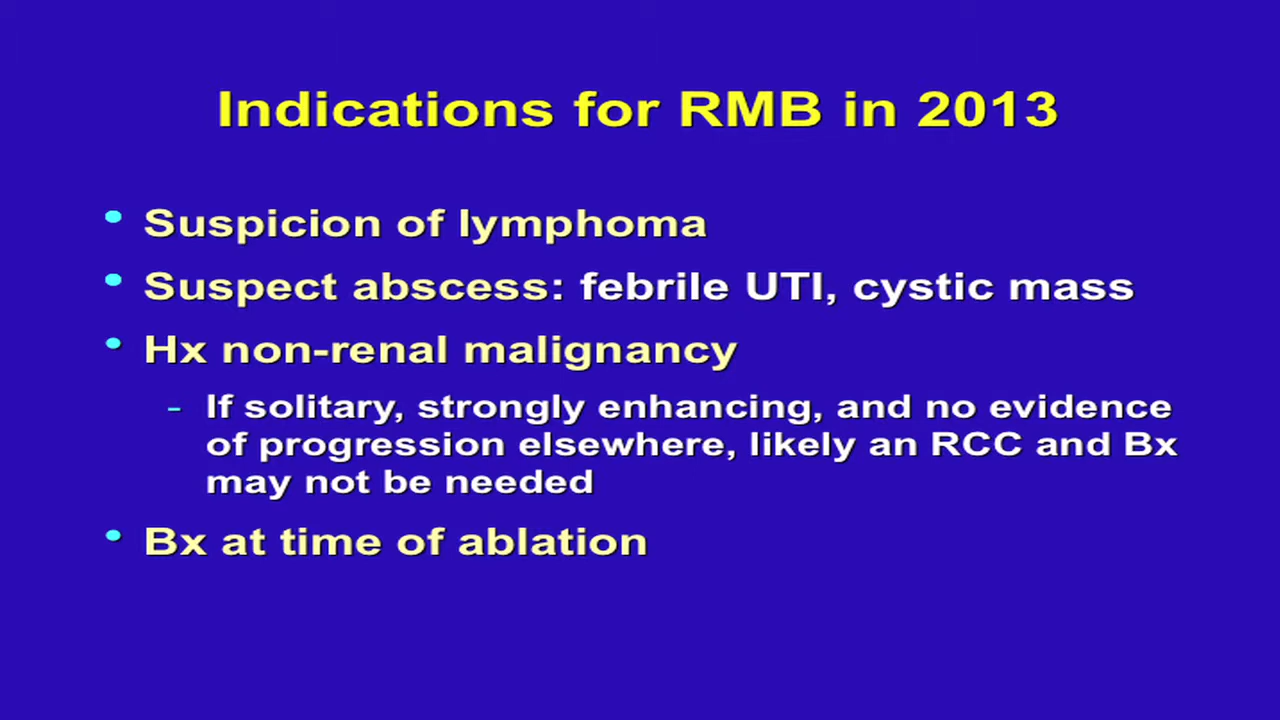 Indications for RMB in 2013
• Suspicion of lymphoma
• Suspect abscess: febrile UTI, cystic mass
• Hx non-renal malignancy
- If solitary, strongly enhancing, and no evidence
of progression elsewhere, likely an RCC and Bx
may not be needed
• Bx at time of ablation